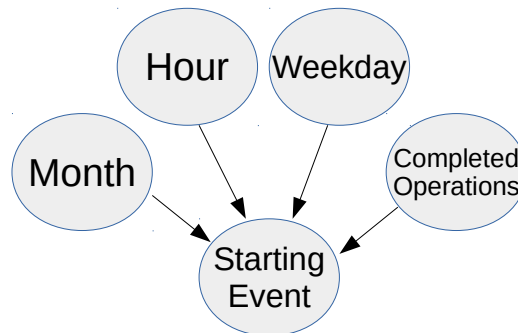 Hour
Weekday
Month
Completed
Operations
Starting
Event